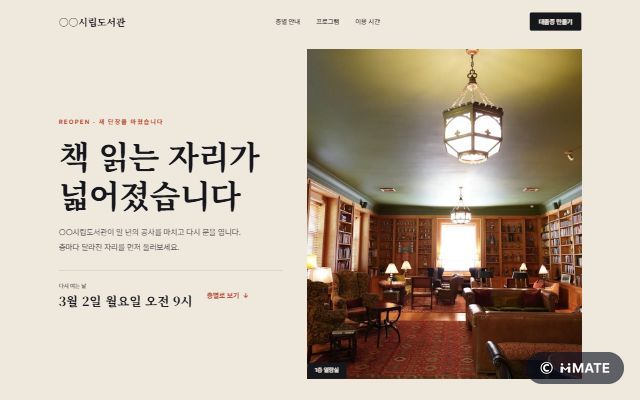 ○○시립도서관
층별 안내
프로그램
이용 시간
대출증 만들기
REOPEN · 새 단장을 마쳤습니다
책 읽는 자리가
넓어졌습니다
○○시립도서관이 일 년의 공사를 마치고 다시 문을 엽니다.
층마다 달라진 자리를 먼저 둘러보세요.
다시 여는 날
3월 2일 월요일 오전 9시
층별로 보기 ↓
1층 열람실
© MMATE